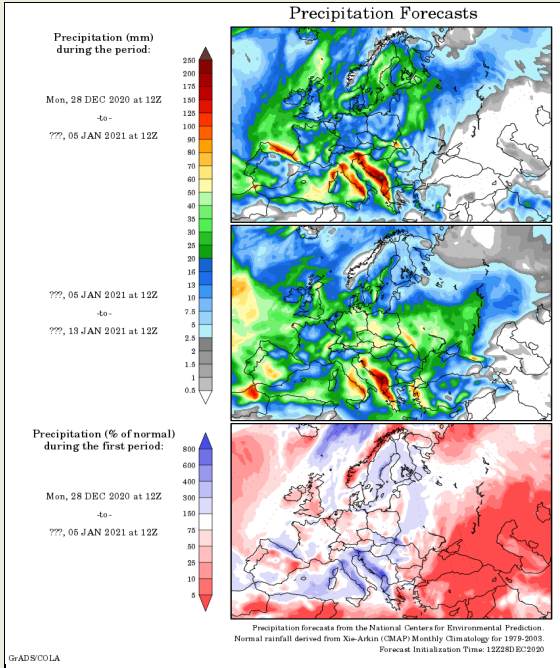 Precipitation Forecasts
Precipitation (mm)
during the period:
Mon, 28 DEC 2020 at 12Z
-to-
???, 05 JAN 2021 at 12Z
250
200
175
150
125
100
90
80
70
60
50
40
30
25
20
16
13
10
7.5
5
2.5
2
1.5
1
0.5
???, 05 JAN 2021 at 12Z
-to-
???, 13 JAN 2021 at 12Z
Precipitation (% of normal)
during the first period:
Mon, 28 DEC 2020 at 12Z
-to-
???, 05 JAN 2021 at 12Z
800
600
400
300
150
75
50
25
10
5
Precipitation forecasts from the National Centers for Environmental Prediction.
Normal rainfall derived from Xie-Arkin (CMAP) Monthly Climatology for 1979-2003.
Forecast Initialization Time: 12Z28DEC2020
GrADS/COLA